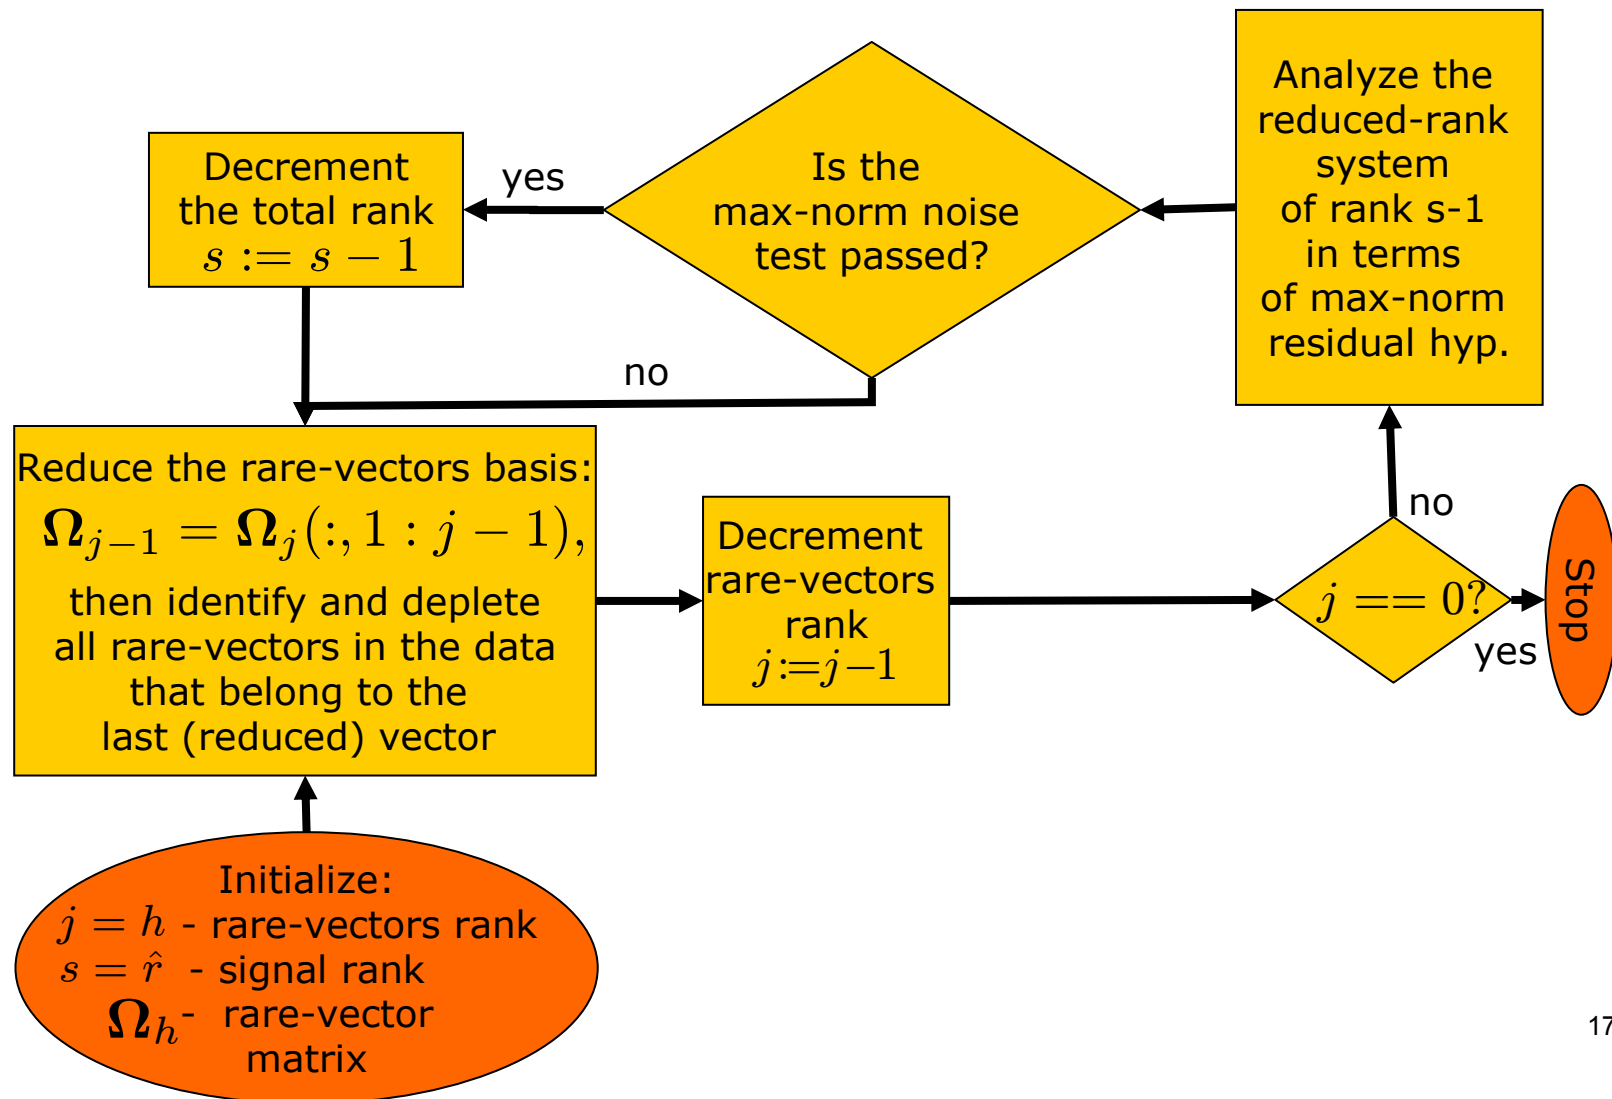 Analyze the
reduced-rank
system
of rank s-1
in terms
of max-norm
residual hyp.
Is the
max-norm noise
test passed?
yes
Decrement
the total rank
s := s − 1
no
Reduce the rare-vectors basis:
Ω_{j−1} = Ω_j(:, 1 : j − 1),
then identify and deplete
all rare-vectors in the data
that belong to the
last (reduced) vector
Decrement
rare-vectors
rank
j:=j−1
no
j == 0?
yes
Stop
Initialize:
j = h - rare-vectors rank
s = r̂ - signal rank
Ω_h - rare-vector
matrix
17